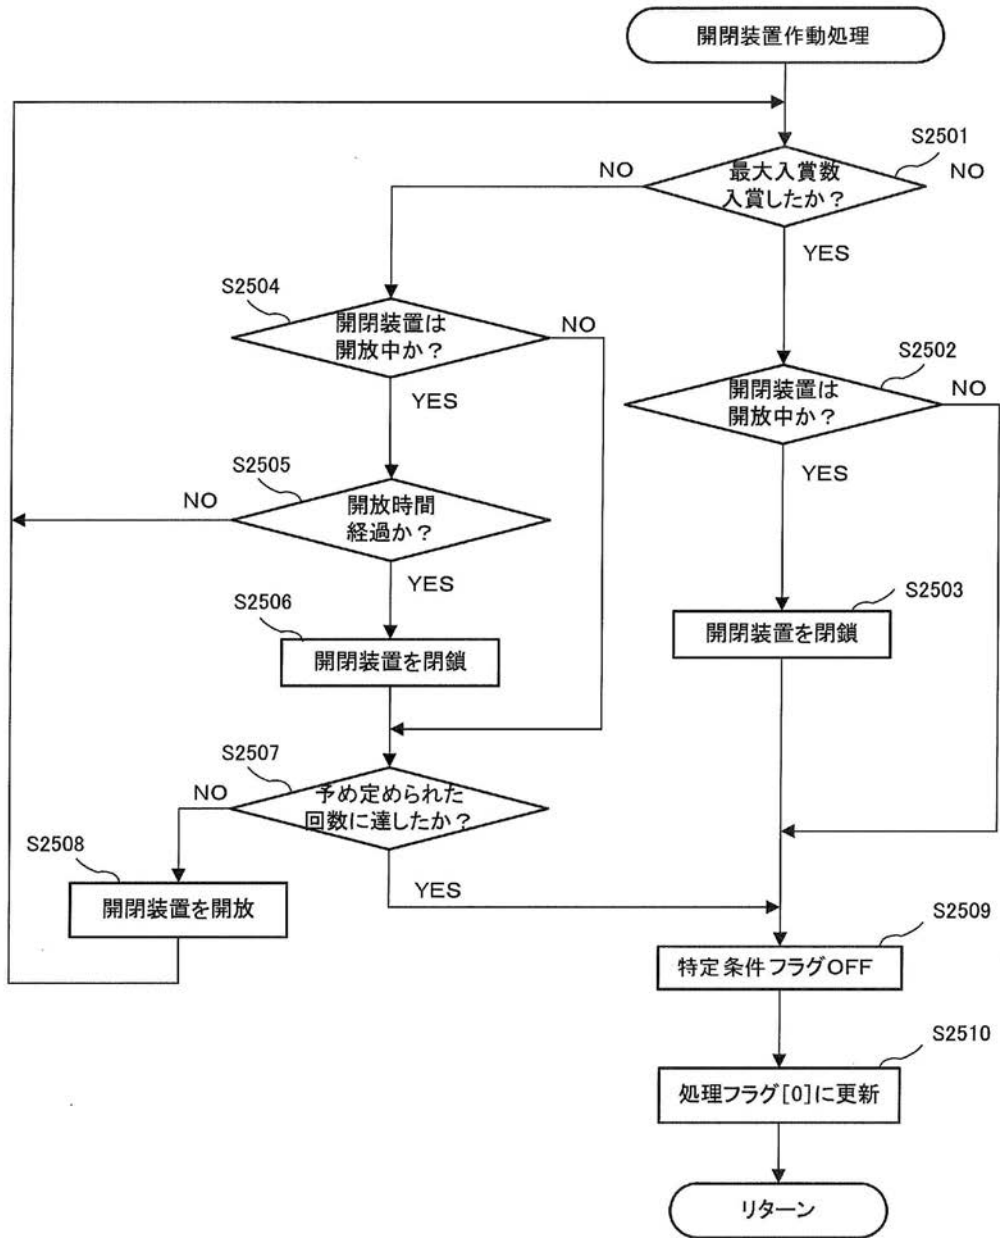 開閉装置作動処理
S2501
NO
最大入賞数
入賞したか？
NO
YES
S2504
開閉装置は
開放中か？
NO
YES
S2502
開閉装置は
開放中か？
NO
YES
S2505
NO
開放時間
経過か？
YES
S2506
開閉装置を閉鎖
S2503
開閉装置を閉鎖
S2507
NO
予め定められた
回数に達したか？
YES
S2508
開閉装置を開放
S2509
特定条件フラグOFF
S2510
処理フラグ[0]に更新
リターン